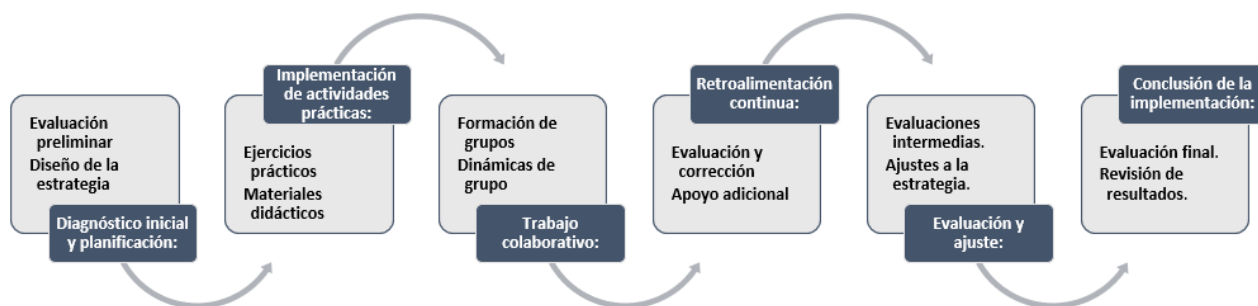 Evaluación
preliminar
Diseño de la
estrategia
Diagnóstico inicial
y planificación:
Implementación
de actividades
prácticas:
Ejercicios
prácticos
Materiales
didácticos
Formación de
grupos
Dinámicas de
grupo
Trabajo
colaborativo:
Retroalimentación
continua:
Evaluación y
corrección
Apoyo adicional
Evaluaciones
intermedias.
Ajustes a la
estrategia.
Evaluación y
ajuste:
Conclusión de la
implementación:
Evaluación final.
Revisión de
resultados.